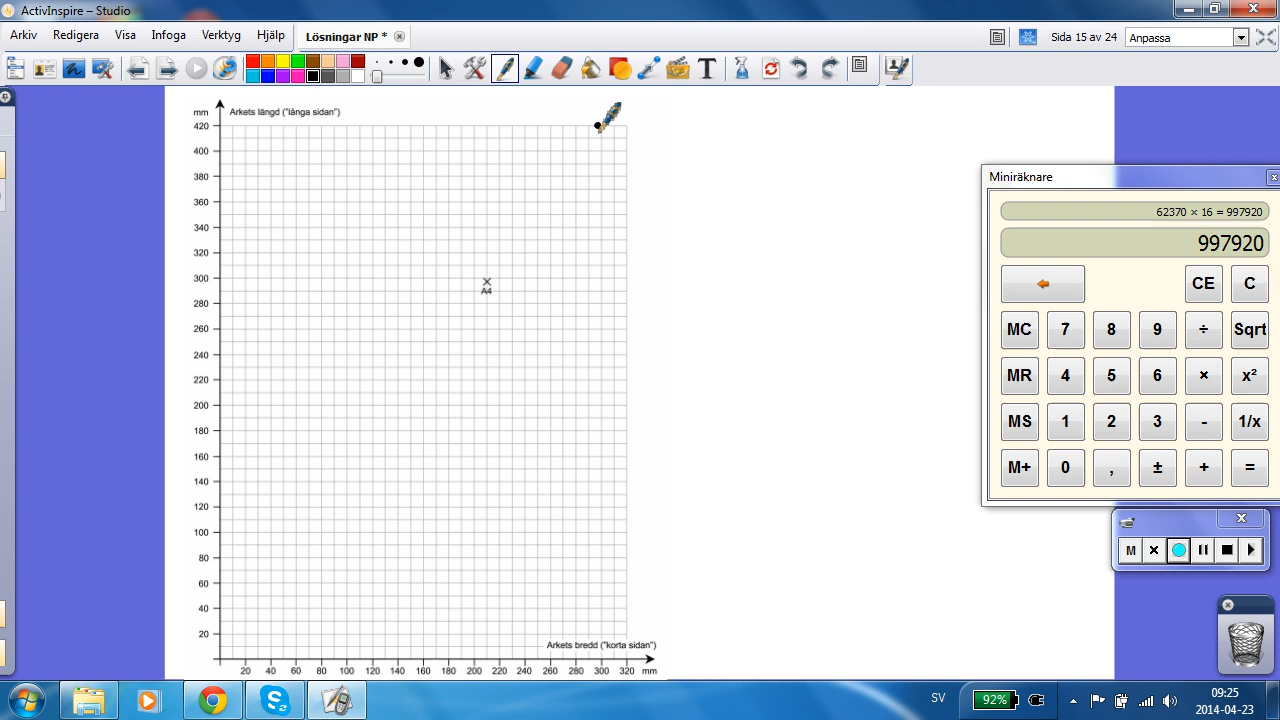 ActivInspire – Studio
Arkiv Redigera Visa Infoga Verktyg Hjälp Lösningar NP * Sida 15 av 24 Anpassa
mm Arkets längd ("långa sidan")
420
400
380
360
340
320
300
A4
280
260
240
220
200
180
160
140
120
100
80
60
40
20
Arkets bredd ("korta sidan")
20 40 60 80 100 120 140 160 180 200 220 240 260 280 300 320 mm
Miniräknare
62370 × 16 = 997920
997920
CE C
MC 7 8 9 ÷ Sqrt
MR 4 5 6 × x²
MS 1 2 3 - 1/x
M+ 0 , ± + =
M
SV 92% 09:25
2014-04-23